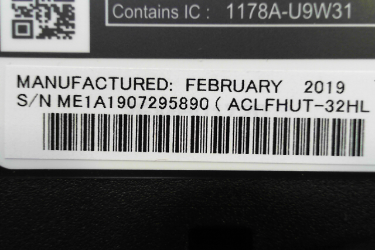 Contains IC : 1178A-U9W31
MANUFACTURED: FEBRUARY 2019
S/N ME1A1907295890 ( ACLFHUT-32HL